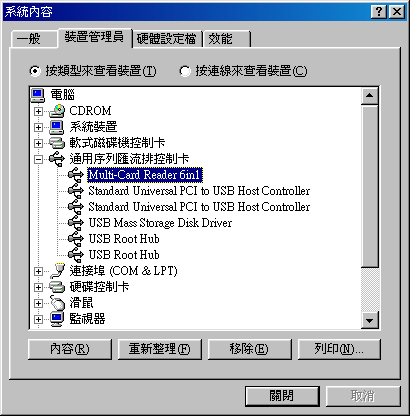 系統內容
一般 裝置管理員 硬體設定檔 效能
按類型來查看裝置(T) 按連線來查看裝置(C)
電腦
CDROM
系統裝置
軟式磁碟機控制卡
通用序列匯流排控制卡
Multi-Card Reader 6in1
Standard Universal PCI to USB Host Controller
Standard Universal PCI to USB Host Controller
USB Mass Storage Disk Driver
USB Root Hub
USB Root Hub
連接埠 (COM & LPT)
硬碟控制卡
滑鼠
監視器
內容(R) 重新整理(F) 移除(E) 列印(N)...
關閉 取消